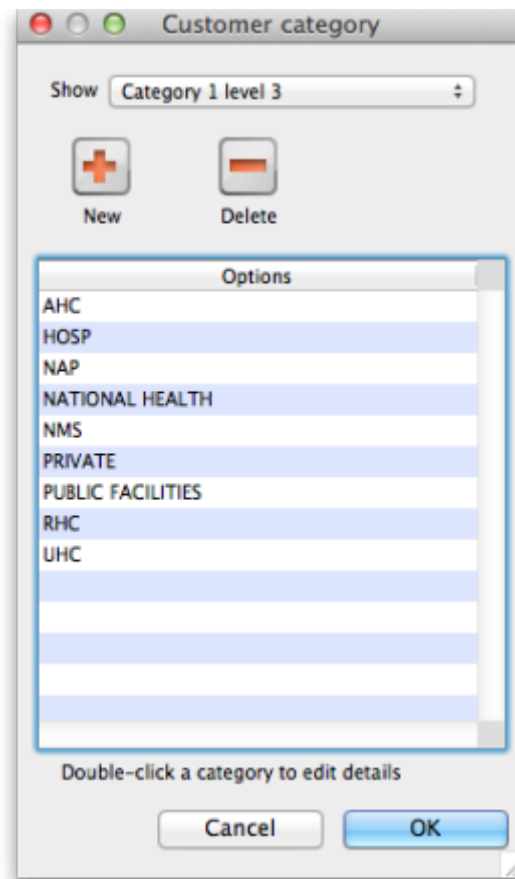 Customer category
Show Category 1 level 3
New Delete
Options
AHC
HOSP
NAP
NATIONAL HEALTH
NMS
PRIVATE
PUBLIC FACILITIES
RHC
UHC
Double-click a category to edit details
Cancel OK